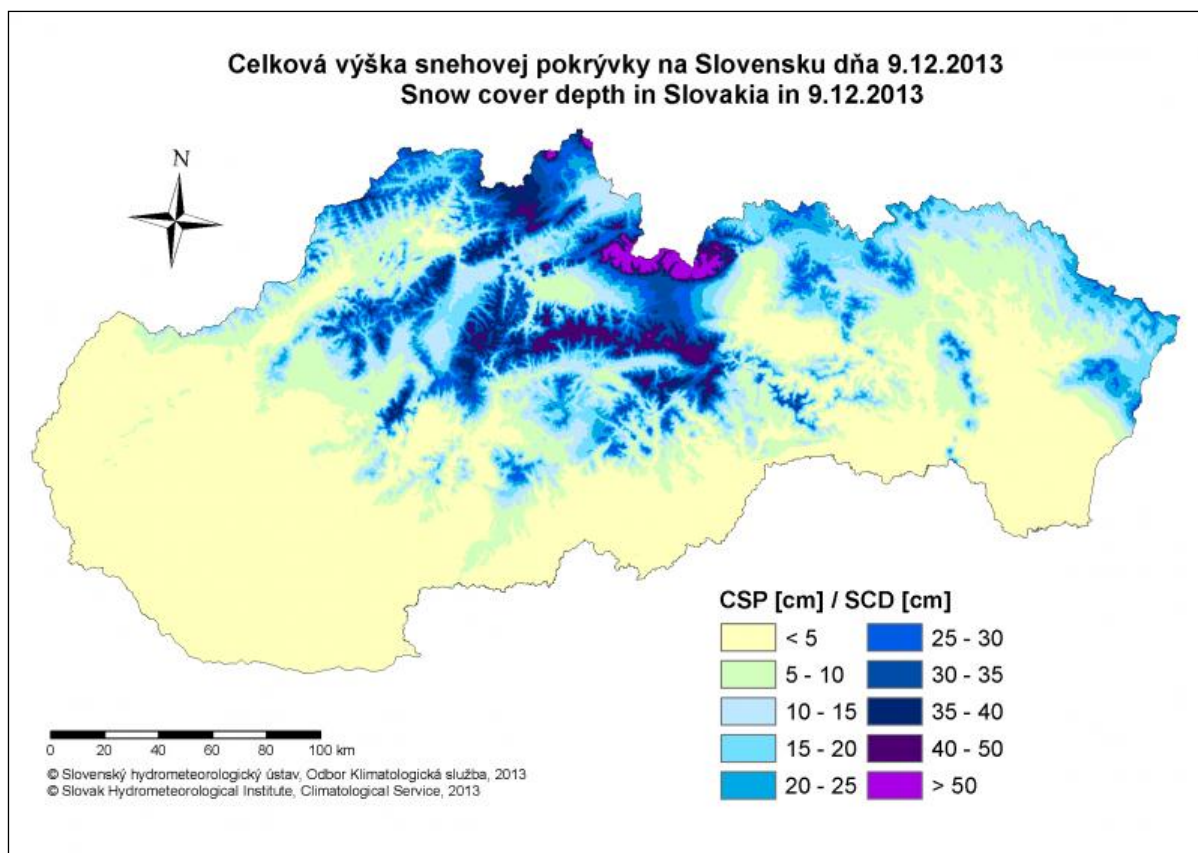 Celková výška snehovej pokrývky na Slovensku dňa 9.12.2013
Snow cover depth in Slovakia in 9.12.2013
N
CSP [cm] / SCD [cm]
< 5
5 - 10
10 - 15
15 - 20
20 - 25
25 - 30
30 - 35
35 - 40
40 - 50
> 50
0 20 40 60 80 100 km
© Slovenský hydrometeorologický ústav, Odbor Klimatologická služba, 2013
© Slovak Hydrometeorological Institute, Climatological Service, 2013